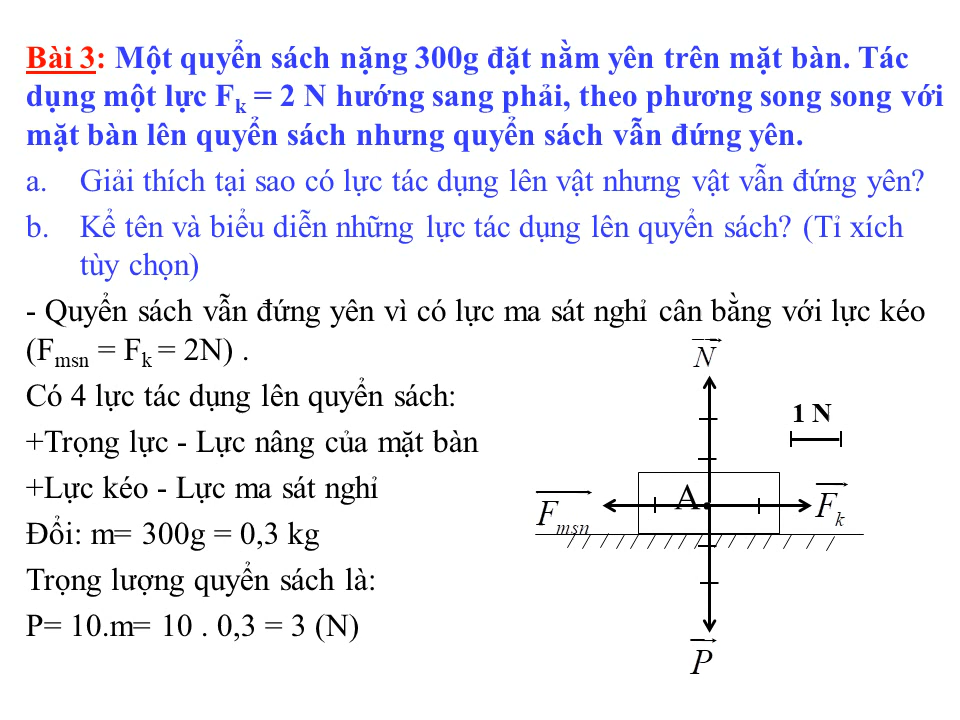 Bài 3: Một quyển sách nặng 300g đặt nằm yên trên mặt bàn. Tác
dụng một lực Fk = 2 N hướng sang phải, theo phương song song với
mặt bàn lên quyển sách nhưng quyển sách vẫn đứng yên.
a. Giải thích tại sao có lực tác dụng lên vật nhưng vật vẫn đứng yên?
b. Kể tên và biểu diễn những lực tác dụng lên quyển sách? (Tỉ xích
tùy chọn)
- Quyển sách vẫn đứng yên vì có lực ma sát nghỉ cân bằng với lực kéo
(Fmsn = Fk = 2N) .
Có 4 lực tác dụng lên quyển sách:
+Trọng lực - Lực nâng của mặt bàn
+Lực kéo - Lực ma sát nghỉ
Đổi: m= 300g = 0,3 kg
Trọng lượng quyển sách là:
P= 10.m= 10 . 0,3 = 3 (N)
N
1 N
A
Fmsn
Fk
P